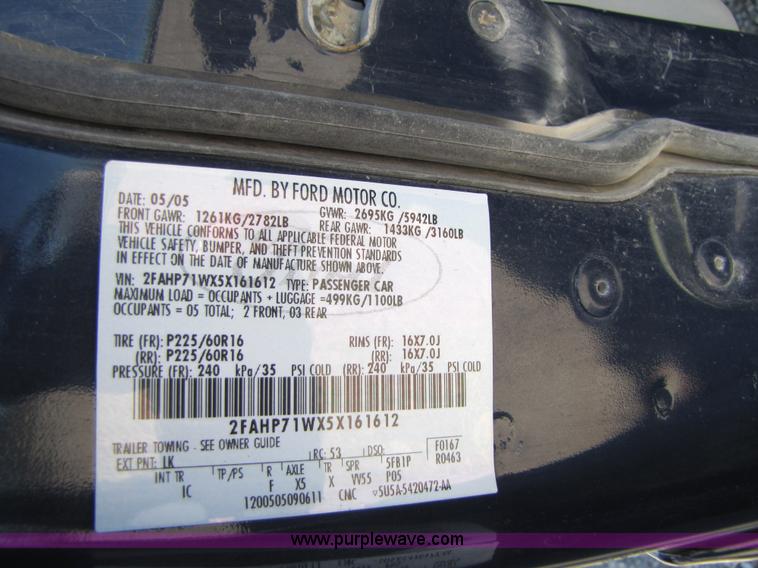 MFD. BY FORD MOTOR CO.
DATE: 05/05 GVWR: 2695KG /5942LB
FRONT GAWR: 1261KG/2782LB REAR GAWR: 1433KG /3160LB
THIS VEHICLE CONFORMS TO ALL APPLICABLE FEDERAL MOTOR
VEHICLE SAFETY, BUMPER, AND THEFT PREVENTION STANDARDS
IN EFFECT ON THE DATE OF MANUFACTURE SHOWN ABOVE.
VIN: 2FAHP71WX5X161612 TYPE: PASSENGER CAR
MAXIMUM LOAD = OCCUPANTS + LUGGAGE =499KG/1100LB
OCCUPANTS = 05 TOTAL; 2 FRONT, 03 REAR
TIRE (FR): P225/60R16 RIMS (FR): 16X7.0J
(RR): P225/60R16 (RR): 16X7.0J
PRESSURE (FR): 240 kPa/35 PSI COLD (RR): 240 kPa/35 PSI COLD
2FAHP71WX5X161612
TRAILER TOWING - SEE OWNER GUIDE
EXT PNT: LK RC: 53 DSO: F0167
R0463
INT TR TP/PS R AXLE TR SPR 5FB1P
IC F X5 X VV55 POS
1200505090611 CNC ▽5U5A-5420472-AA
www.purplewave.com